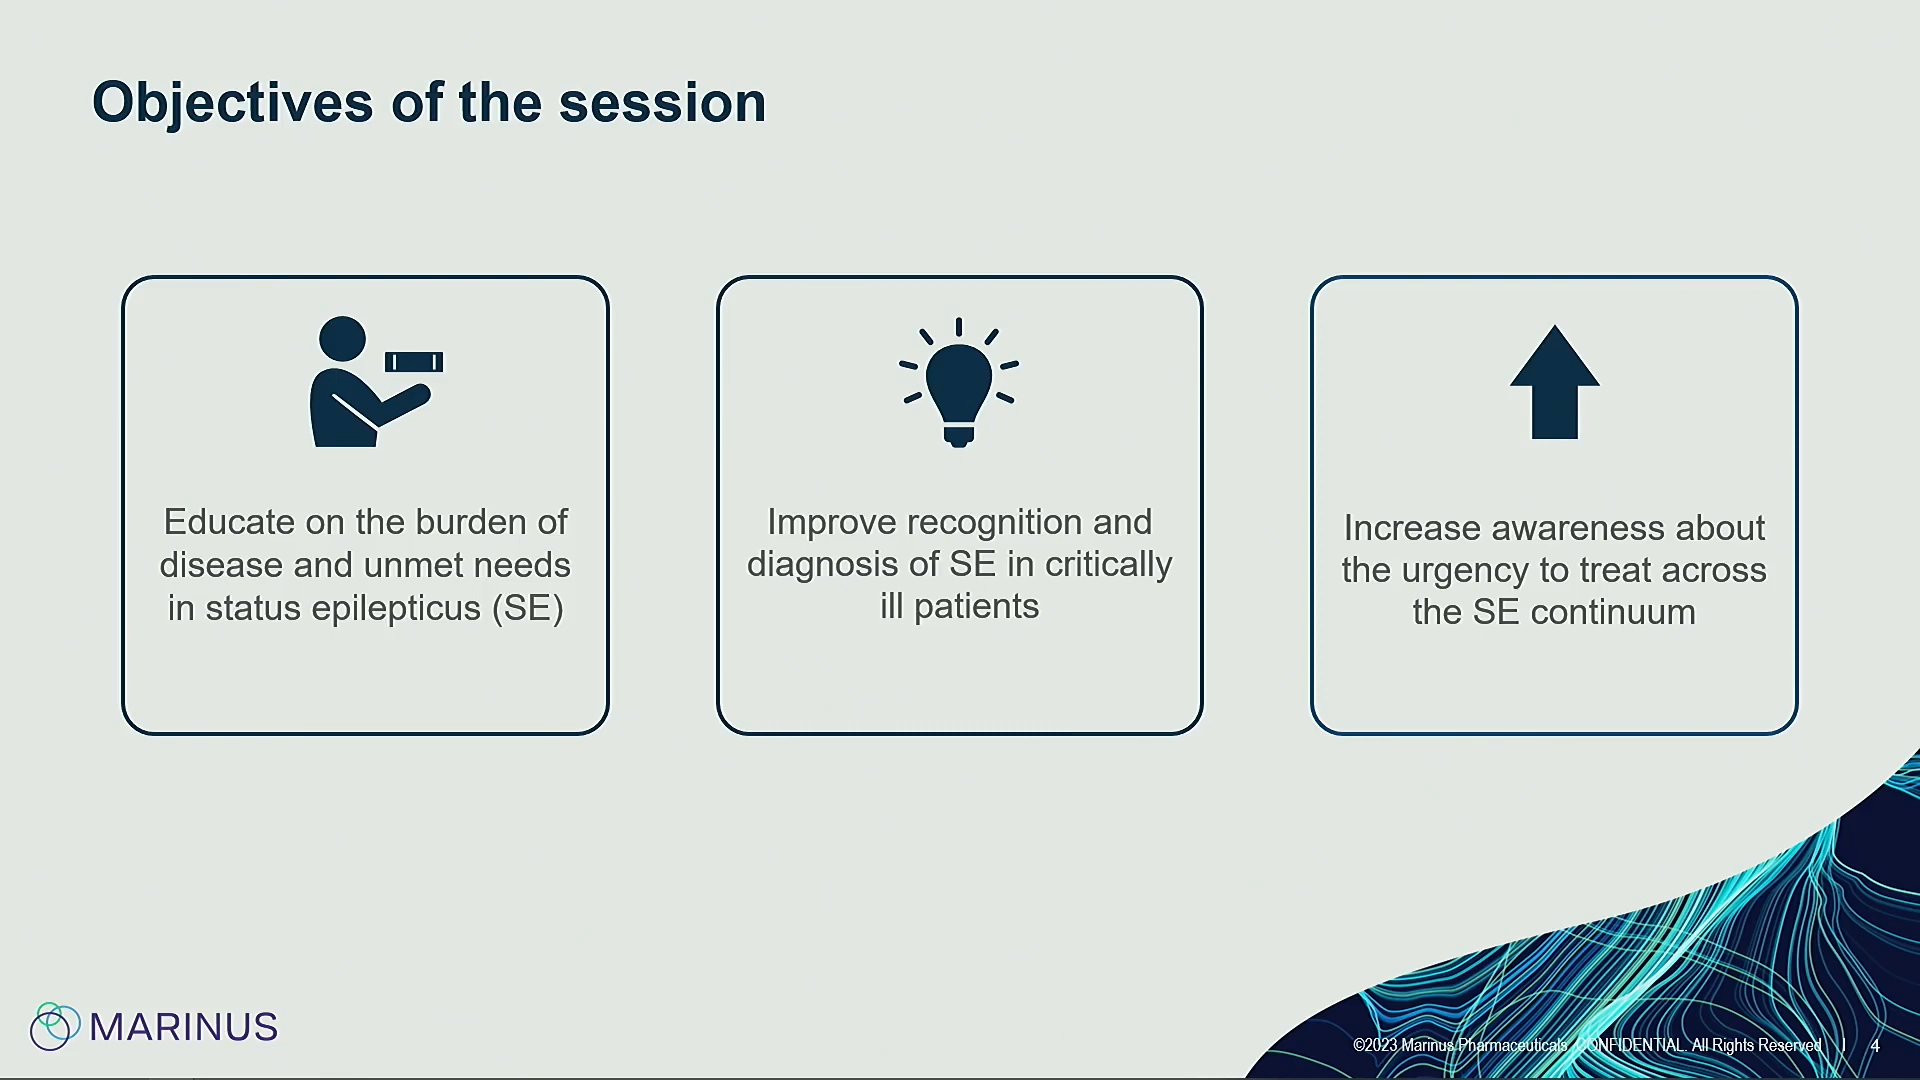 Objectives of the session
Educate on the burden of
disease and unmet needs
in status epilepticus (SE)
Improve recognition and
diagnosis of SE in critically
ill patients
Increase awareness about
the urgency to treat across
the SE continuum
MARINUS
©2023 Marinus Pharmaceuticals. CONFIDENTIAL. All Rights Reserved | 4